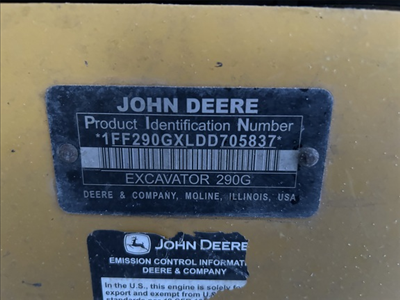 JOHN DEERE
Product Identification Number
*1FF290GXLDD705837*
EXCAVATOR 290G
DEERE & COMPANY, MOLINE, ILLINOIS, USA
JOHN DEERE
EMISSION CONTROL INFORMAT
DEERE & COMPANY
In the U.S., this engine is solely f
export and exempt from U.S.